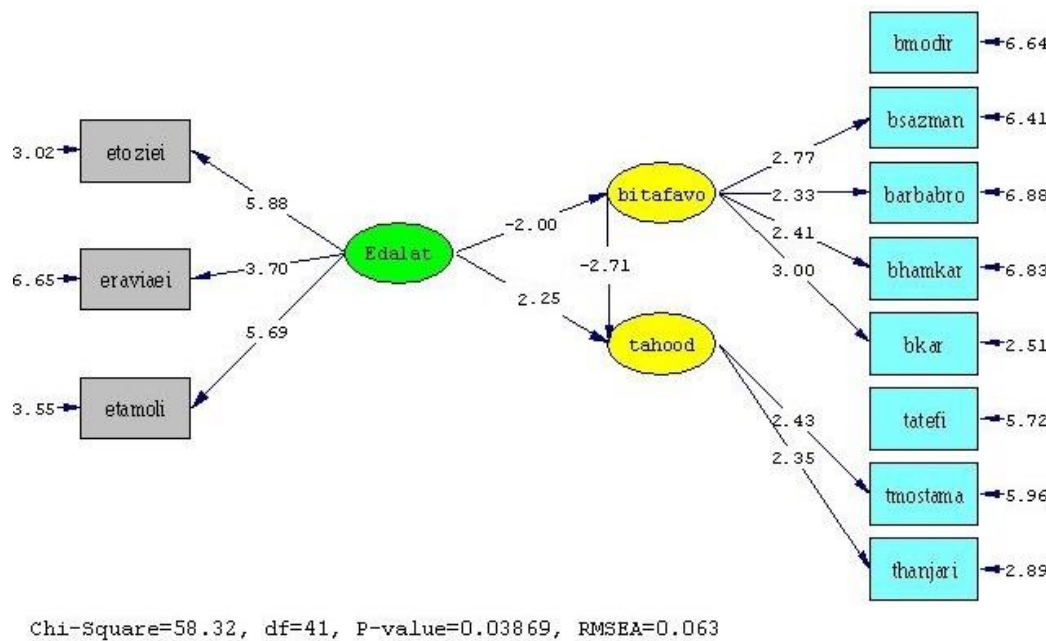 bmodir
6.64
bsazman
6.41
3.02
etoziei
2.77
bitafavo
2.33
barbabro
6.88
5.88
-2.00
2.41
bhamkar
6.83
Edalat
6.65
eraviaei
3.70
-2.71
3.00
2.25
5.69
tahood
bkar
2.51
3.55
etamoli
2.43
tatefi
5.72
2.35
tmostama
5.96
thanjari
2.89
Chi-Square=58.32, df=41, P-value=0.03869, RMSEA=0.063